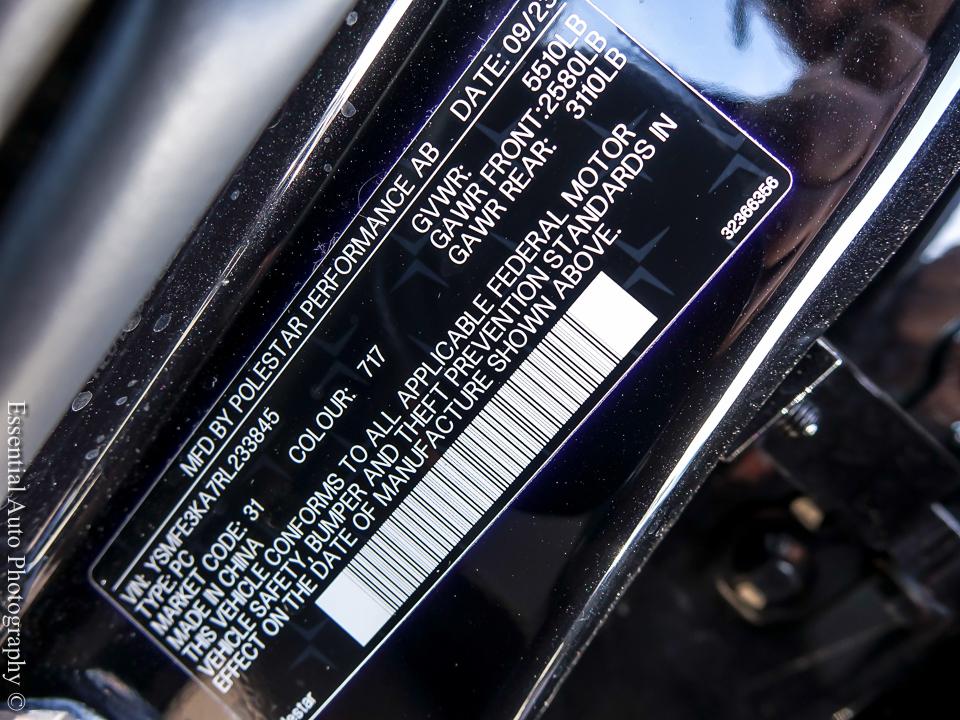 MFD BY POLESTAR PERFORMANCE AB DATE: 09/23
VIN: YSMFE3KA7RL233845
TYPE: PC
MARKET CODE: 31
MADE IN CHINA
COLOUR: 717
GVWR: 5510LB
GAWR FRONT: 2580LB
GAWR REAR: 3110LB
THIS VEHICLE CONFORMS TO ALL APPLICABLE FEDERAL MOTOR
VEHICLE SAFETY, BUMPER AND THEFT PREVENTION STANDARDS IN
EFFECT ON THE DATE OF MANUFACTURE SHOWN ABOVE.
32366356
Essential Auto Photography ©